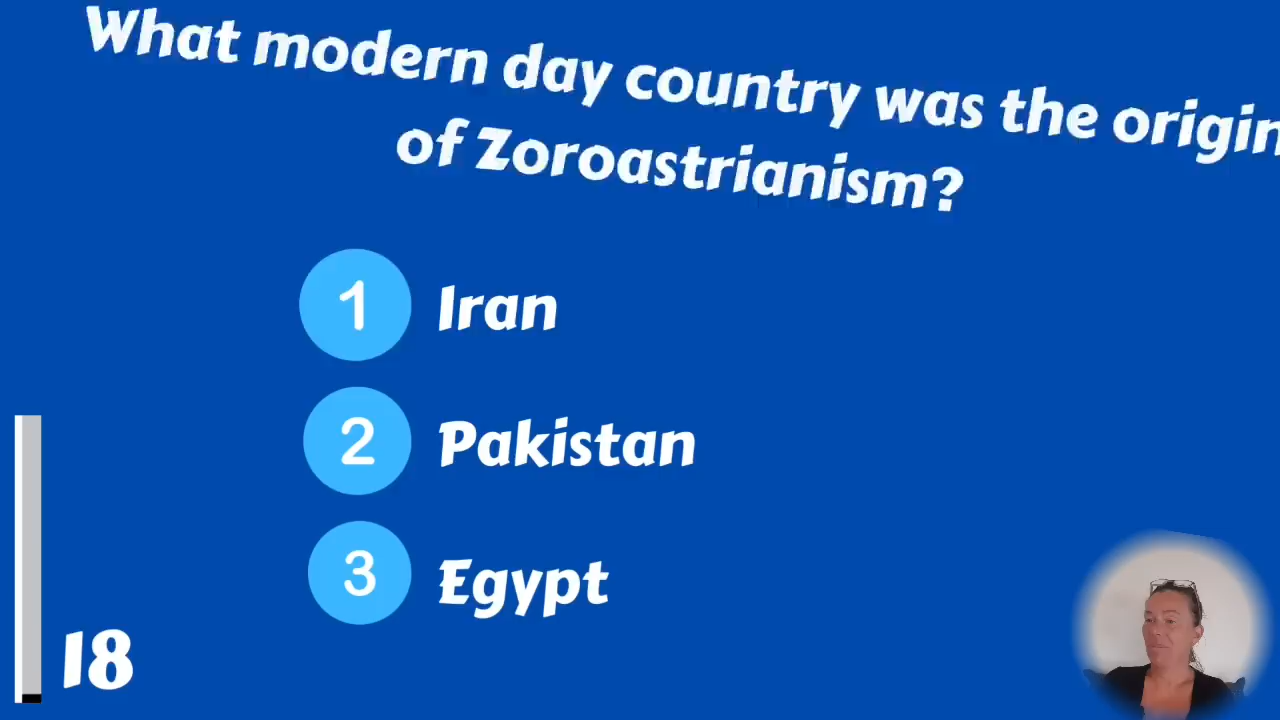 What modern day country was the origin
of Zoroastrianism?
1 Iran
2 Pakistan
3 Egypt
18